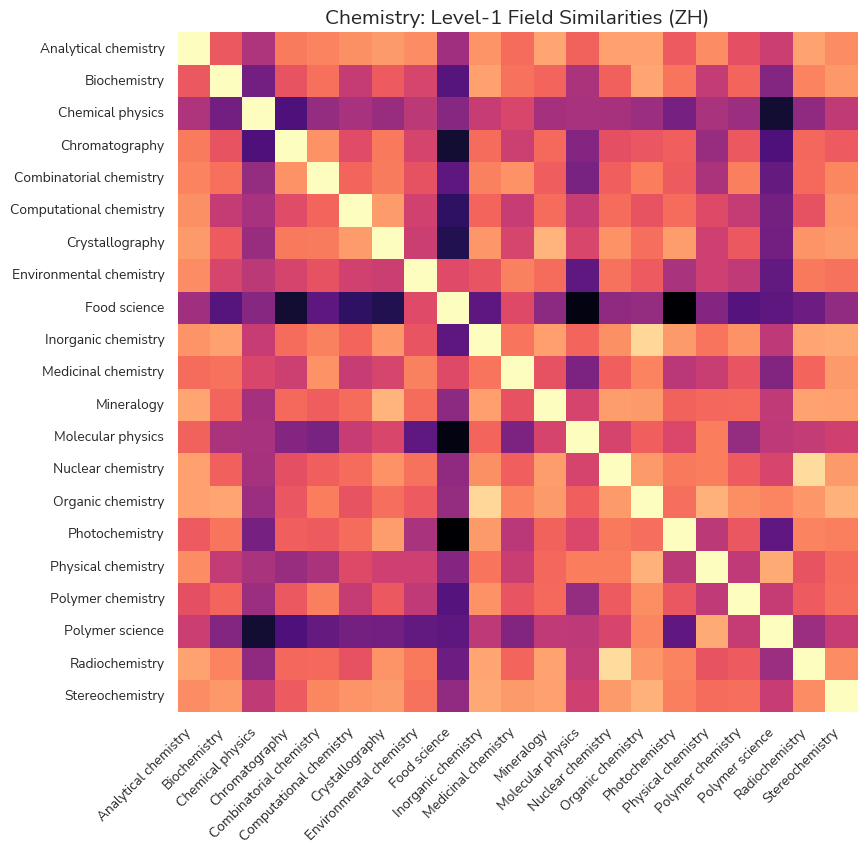 Chemistry: Level-1 Field Similarities (ZH)
Analytical chemistry
Biochemistry
Chemical physics
Chromatography
Combinatorial chemistry
Computational chemistry
Crystallography
Environmental chemistry
Food science
Inorganic chemistry
Medicinal chemistry
Mineralogy
Molecular physics
Nuclear chemistry
Organic chemistry
Photochemistry
Physical chemistry
Polymer chemistry
Polymer science
Radiochemistry
Stereochemistry
Analytical chemistry
Biochemistry
Chemical physics
Chromatography
Combinatorial chemistry
Computational chemistry
Crystallography
Environmental chemistry
Food science
Inorganic chemistry
Medicinal chemistry
Mineralogy
Molecular physics
Nuclear chemistry
Organic chemistry
Photochemistry
Physical chemistry
Polymer chemistry
Polymer science
Radiochemistry
Stereochemistry